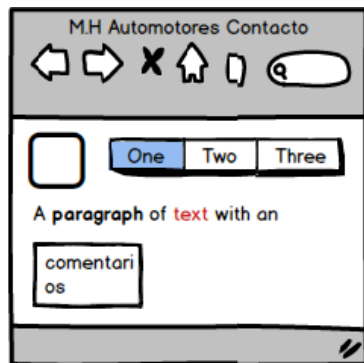 M.H Automotores Contacto
One Two Three
A paragraph of text with an
comentari
os